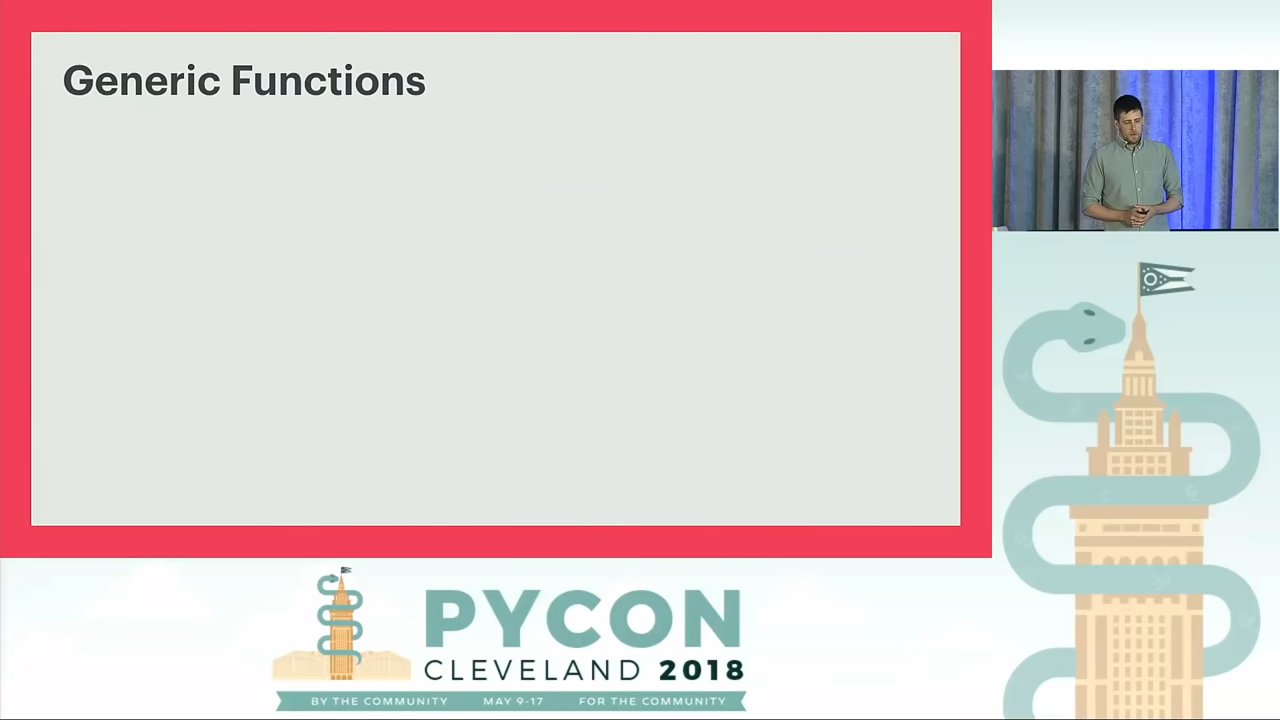 Generic Functions
PYCON
CLEVELAND 2018
BY THE COMMUNITY MAY 9-17 FOR THE COMMUNITY